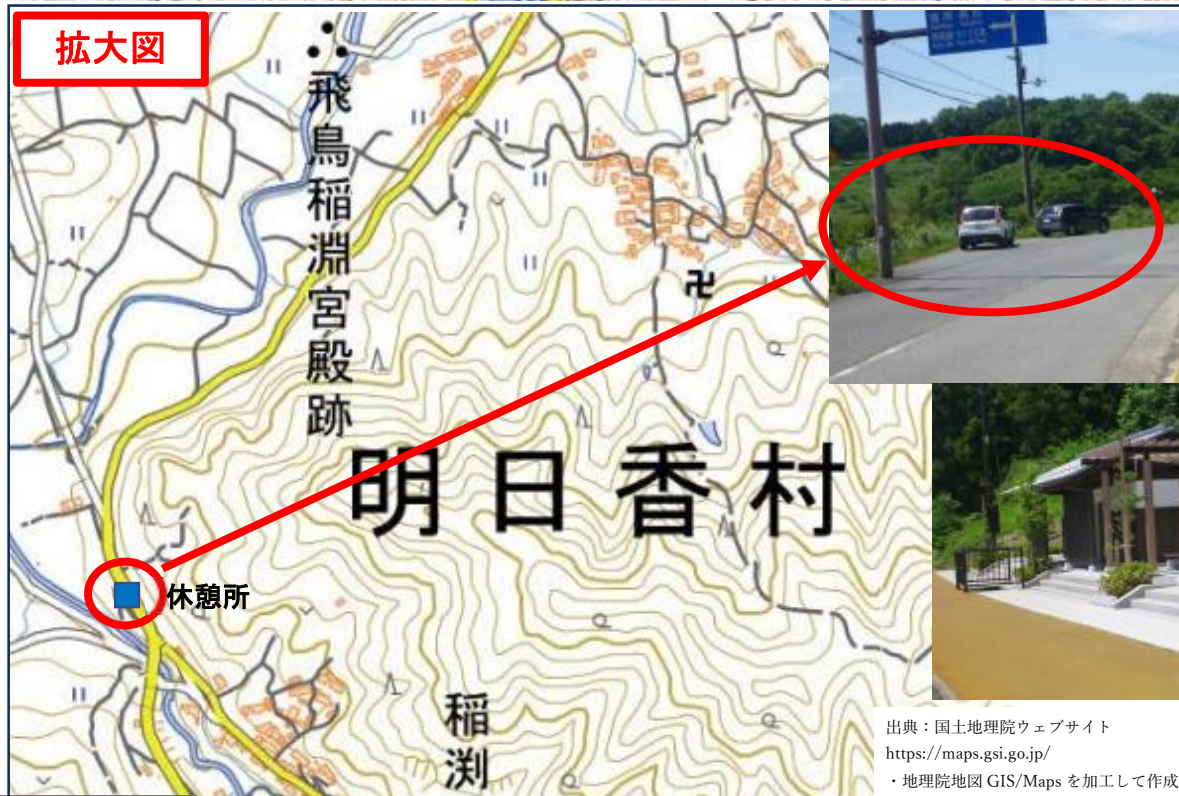 拡大図
飛鳥稲淵宮殿跡
明日香村
休憩所
稲渕
出典：国土地理院ウェブサイト
https://maps.gsi.go.jp/
・地理院地図 GIS/Maps を加工して作成